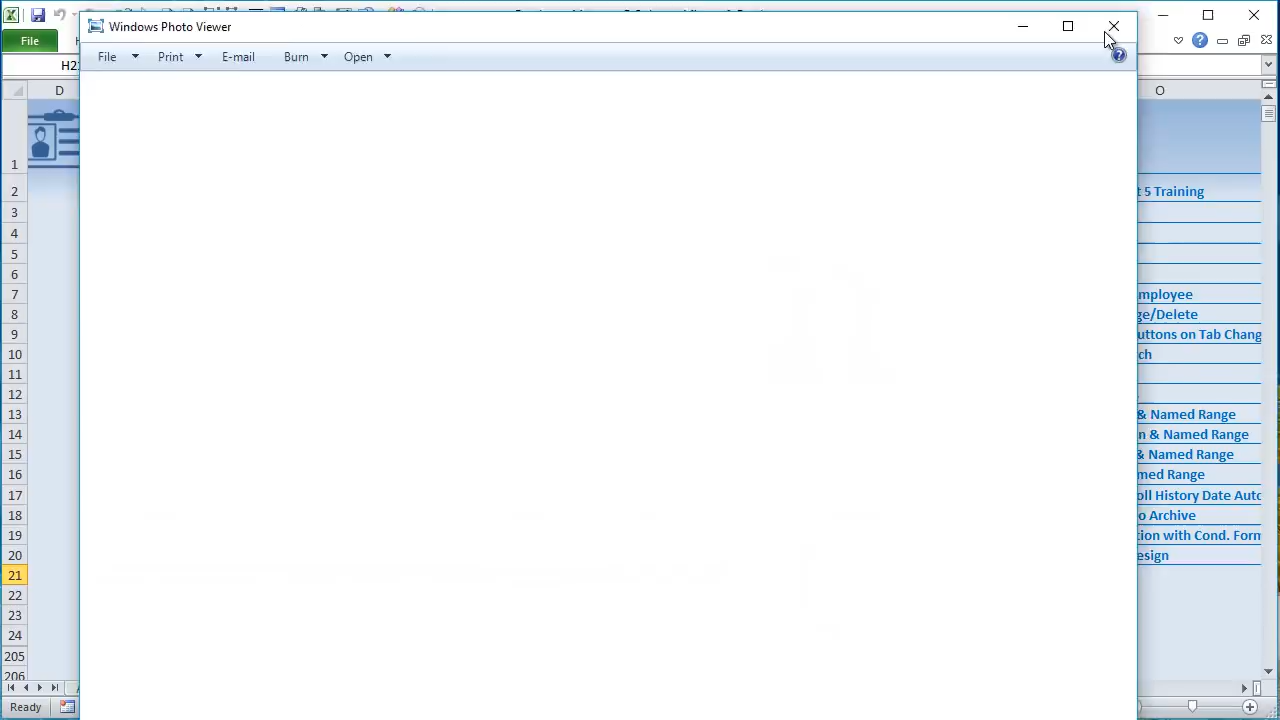 Windows Photo Viewer
File
File Print E-mail Burn Open
H21
D O
1
2 t 5 Training
3
4
5
6
7 mployee
8 ge/Delete
9 uttons on Tab Chang
10 ch
11
12
13 & Named Range
14 n & Named Range
15 & Named Range
16 med Range
17 oll History Date Auto
18 o Archive
19 tion with Cond. Form
20 esign
21
22
23
24
205
206
Ready